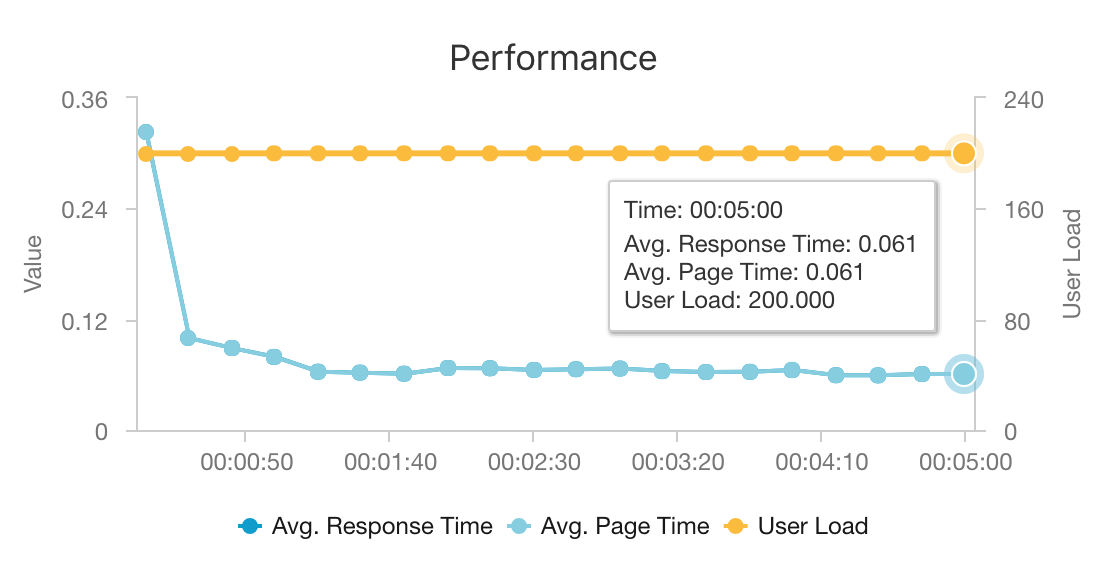 Performance
0.36
0.24
0.12
0
Value
240
160
80
0
User Load
Time: 00:05:00
Avg. Response Time: 0.061
Avg. Page Time: 0.061
User Load: 200.000
00:00:50 00:01:40 00:02:30 00:03:20 00:04:10 00:05:00
Avg. Response Time Avg. Page Time User Load